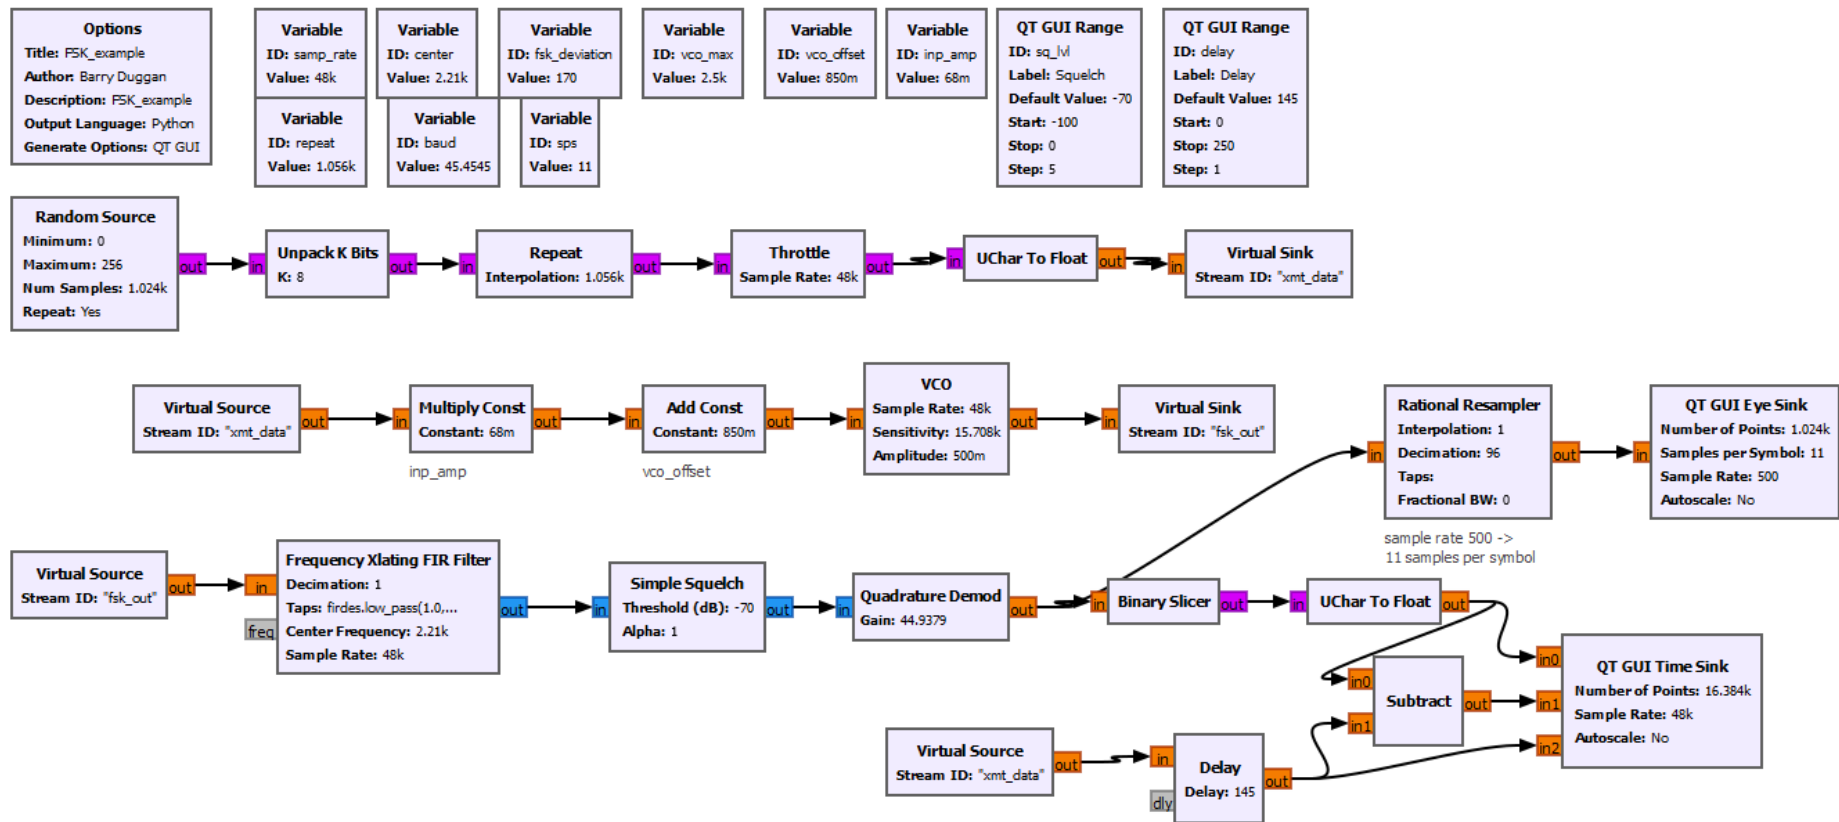 Options
Title: FSK_example
Author: Barry Duggan
Description: FSK_example
Output Language: Python
Generate Options: QT GUI
Variable
ID: samp_rate
Value: 48k
Variable
ID: center
Value: 2.21k
Variable
ID: fsk_deviation
Value: 170
Variable
ID: vco_max
Value: 2.5k
Variable
ID: vco_offset
Value: 850m
Variable
ID: inp_amp
Value: 68m
QT GUI Range
ID: sq_lvl
Label: Squelch
Default Value: -70
Start: -100
Stop: 0
Step: 5
QT GUI Range
ID: delay
Label: Delay
Default Value: 145
Start: 0
Stop: 250
Step: 1
Variable
ID: repeat
Value: 1.056k
Variable
ID: baud
Value: 45.4545
Variable
ID: sps
Value: 11
Random Source
Minimum: 0
Maximum: 256
Num Samples: 1.024k
Repeat: Yes
out
in
Unpack K Bits
K: 8
out
in
Repeat
Interpolation: 1.056k
out
in
Throttle
Sample Rate: 48k
out
in
UChar To Float
out
in
Virtual Sink
Stream ID: "xmt_data"
Virtual Source
Stream ID: "xmt_data"
out
in
Multiply Const
Constant: 68m
out
inp_amp
in
Add Const
Constant: 850m
out
vco_offset
in
VCO
Sample Rate: 48k
Sensitivity: 15.708k
Amplitude: 500m
out
in
Virtual Sink
Stream ID: "fsk_out"
in
Rational Resampler
Interpolation: 1
Decimation: 96
Taps:
Fractional BW: 0
out
sample rate 500 ->
11 samples per symbol
in
QT GUI Eye Sink
Number of Points: 1.024k
Samples per Symbol: 11
Sample Rate: 500
Autoscale: No
Virtual Source
Stream ID: "fsk_out"
out
in
freq
Frequency Xlating FIR Filter
Decimation: 1
Taps: firdes.low_pass(1.0,...
Center Frequency: 2.21k
Sample Rate: 48k
out
in
Simple Squelch
Threshold (dB): -70
Alpha: 1
out
in
Quadrature Demod
Gain: 44.9379
out
in
Binary Slicer
out
in
UChar To Float
out
in0
in1
Subtract
out
in0
in1
in2
QT GUI Time Sink
Number of Points: 16.384k
Sample Rate: 48k
Autoscale: No
Virtual Source
Stream ID: "xmt_data"
out
in
dly
Delay
Delay: 145
out